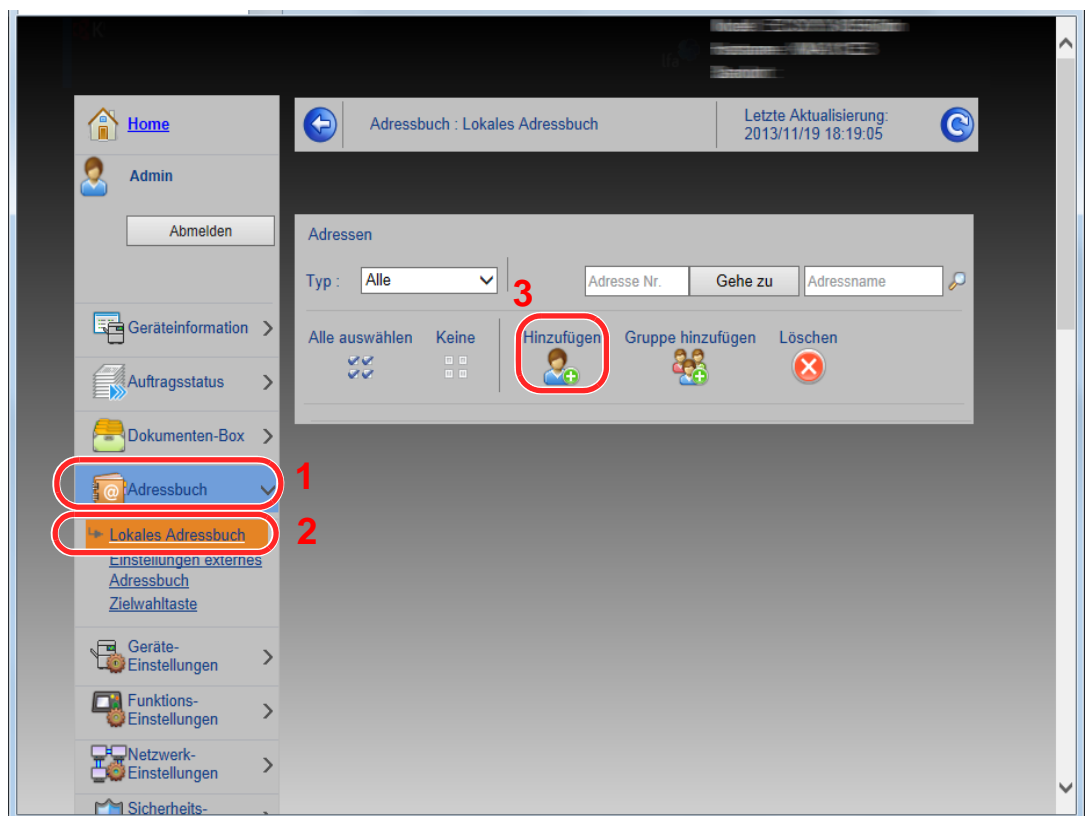 K
Home
Adressbuch : Lokales Adressbuch
Letzte Aktualisierung:
2013/11/19 18:19:05
Admin
Abmelden
Adressen
Typ :
Alle
3
Adresse Nr.
Gehe zu
Adressname
Alle auswählen
Keine
Hinzufügen
Gruppe hinzufügen
Löschen
Geräteinformation
Auftragsstatus
Dokumenten-Box
Adressbuch
1
Lokales Adressbuch
2
Einstellungen externes
Adressbuch
Zielwahltaste
Geräte-
Einstellungen
Funktions-
Einstellungen
Netzwerk-
Einstellungen
Sicherheits-